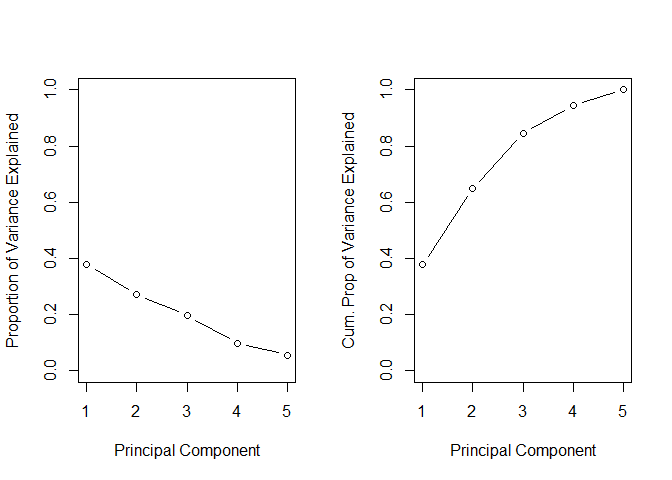 Proportion of Variance Explained
0.0 0.2 0.4 0.6 0.8 1.0
1 2 3 4 5
Principal Component
Cum. Prop of Variance Explained
0.0 0.2 0.4 0.6 0.8 1.0
1 2 3 4 5
Principal Component